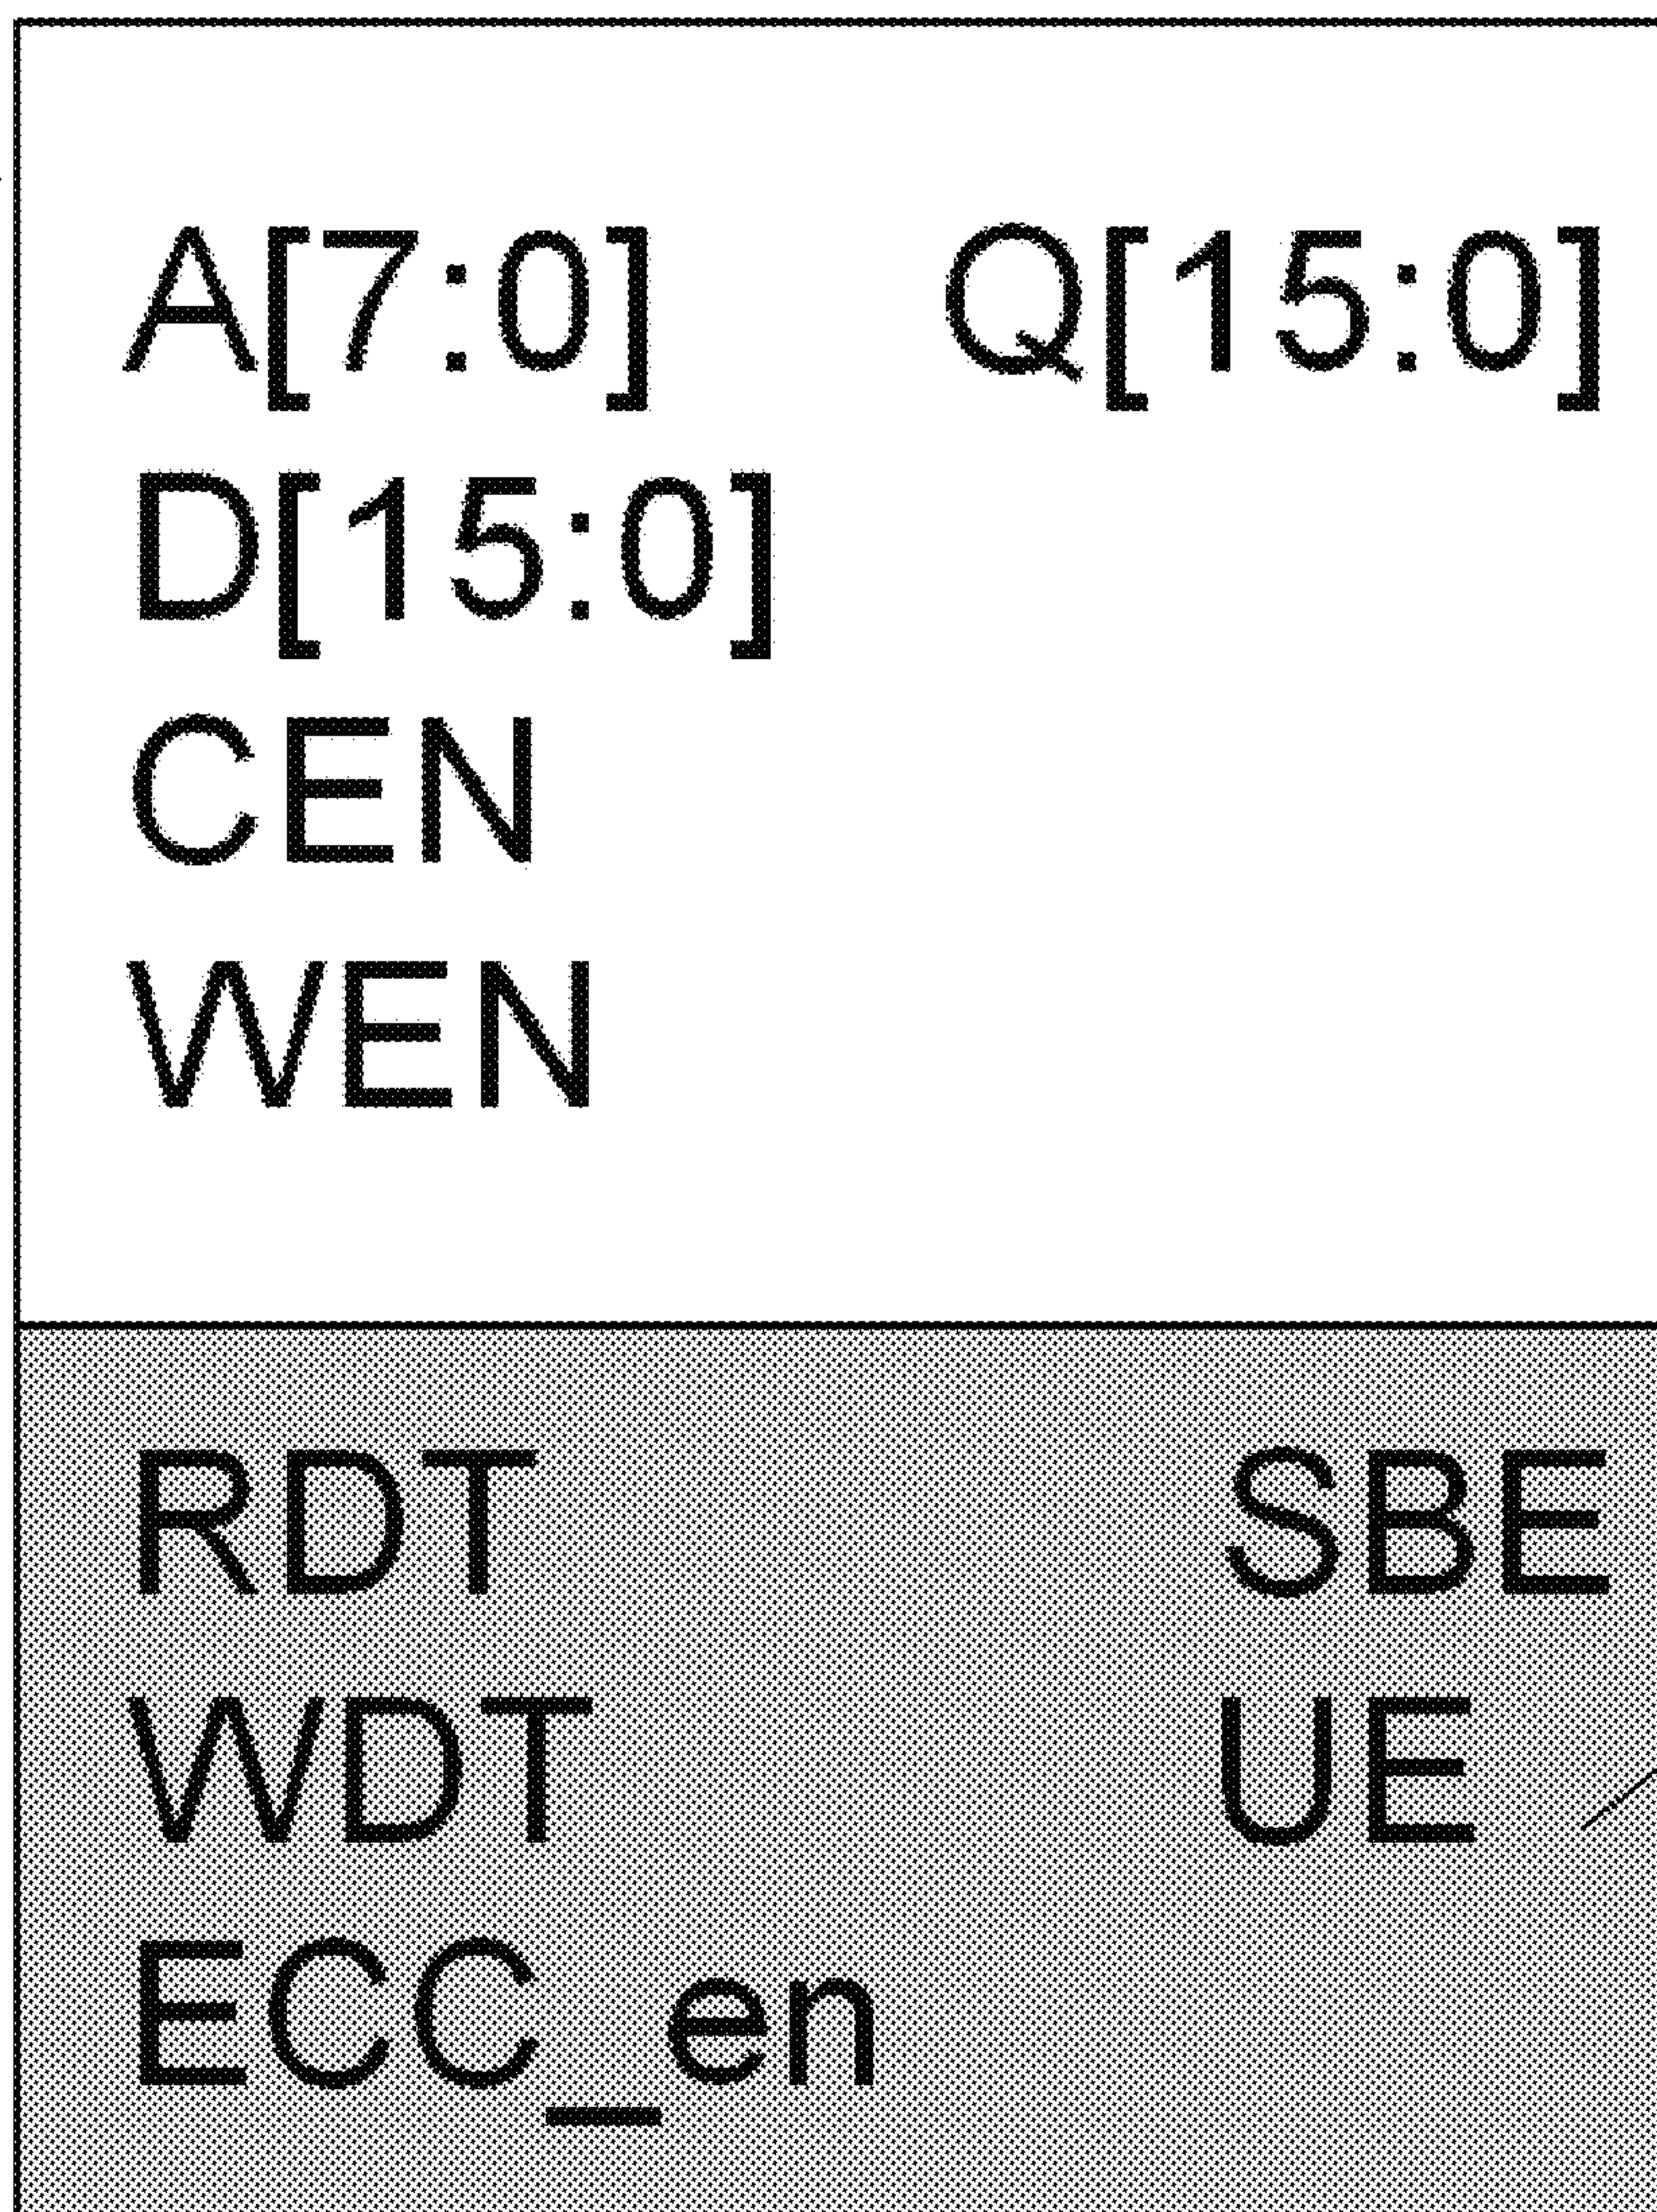 A[7:0] Q[15:0]
D[15:0]
CEN
WEN
RDT SBE
WDT UE
ECC_en